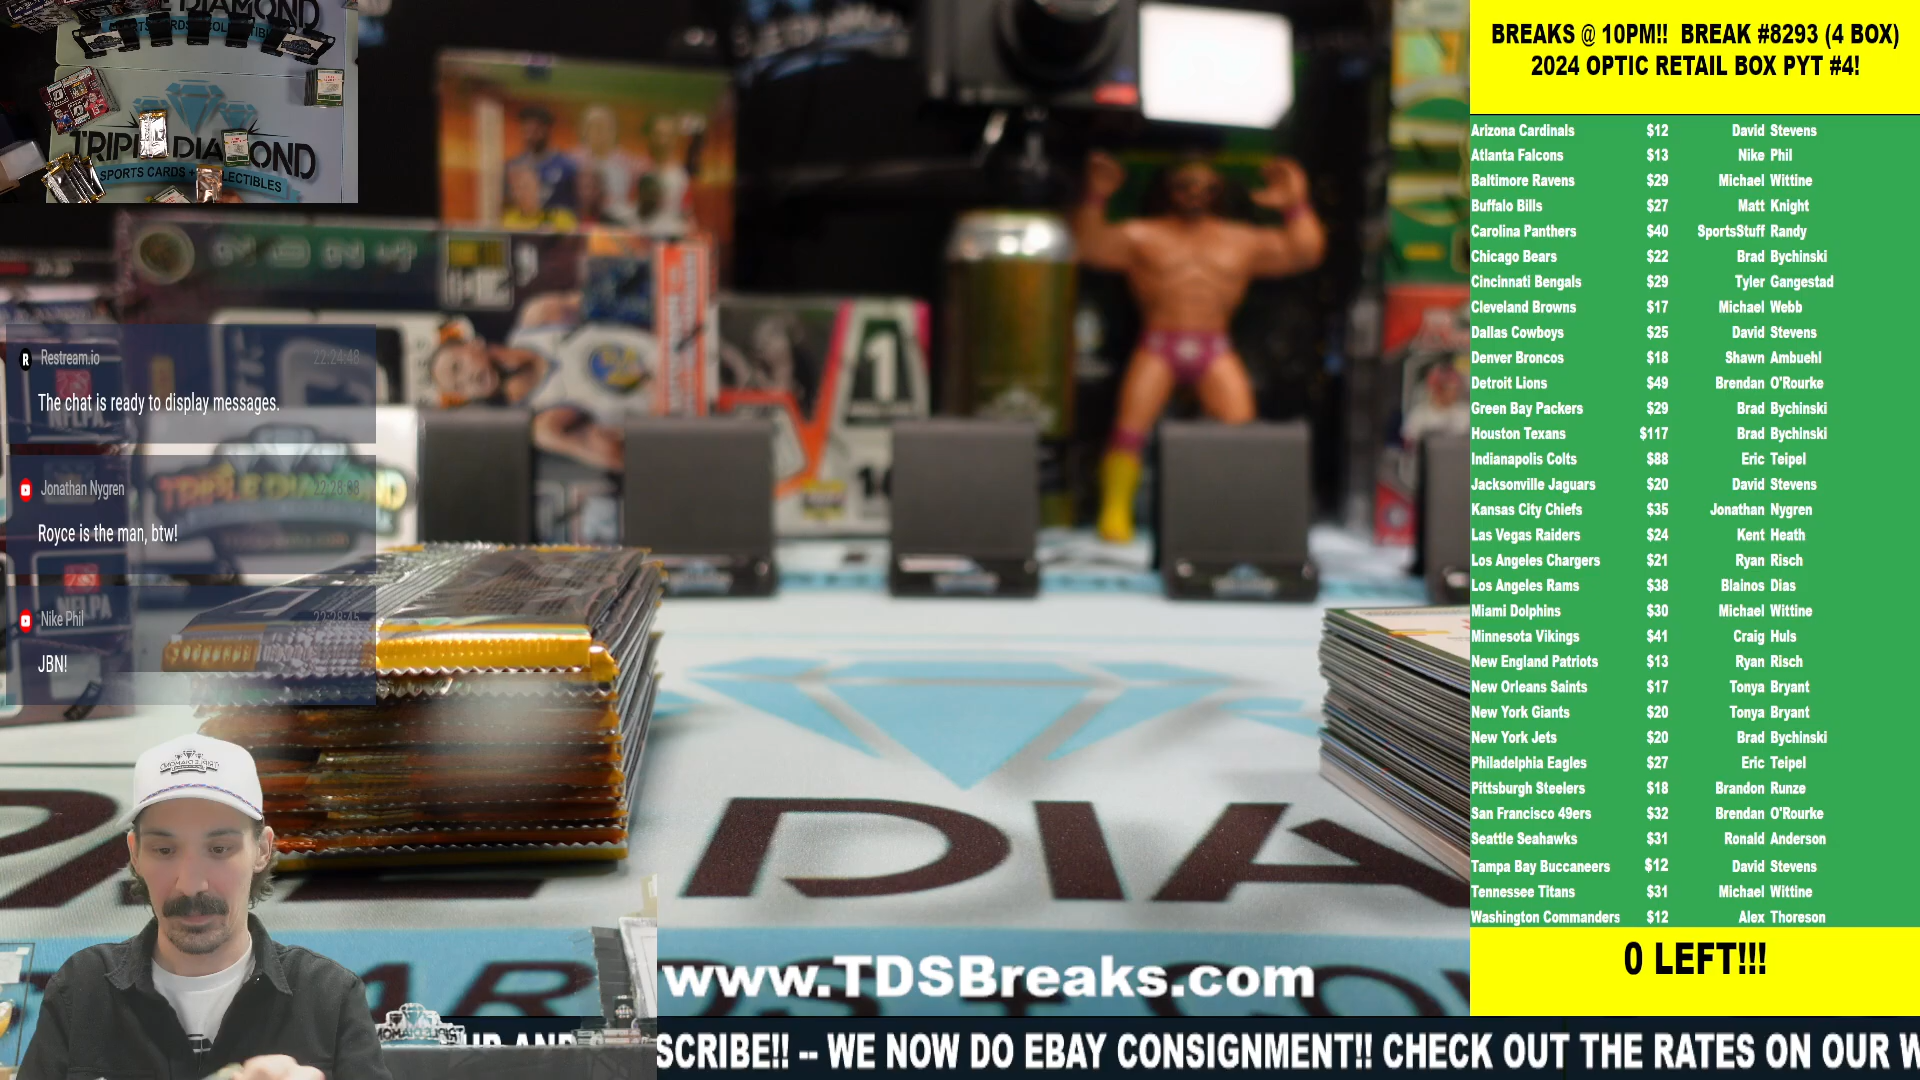 TRIPLE DIAMOND
SPORTS CARDS + COLLECTIBLES
Restream.io
22:24:48
The chat is ready to display messages.
Jonathan Nygren
Royce is the man, btw!
Nike Phil
JBN!
DIA
www.TDSBreaks.com
SCRIBE!! -- WE NOW DO EBAY CONSIGNMENT!! CHECK OUT THE RATES ON OUR W
BREAKS @ 10PM!! BREAK #8293 (4 BOX)
2024 OPTIC RETAIL BOX PYT #4!
Arizona Cardinals $12 David Stevens
Atlanta Falcons $13 Nike Phil
Baltimore Ravens $29 Michael Wittine
Buffalo Bills $27 Matt Knight
Carolina Panthers $40 SportsStuff Randy
Chicago Bears $22 Brad Bychinski
Cincinnati Bengals $29 Tyler Gangestad
Cleveland Browns $17 Michael Webb
Dallas Cowboys $25 David Stevens
Denver Broncos $18 Shawn Ambuehl
Detroit Lions $49 Brendan O'Rourke
Green Bay Packers $29 Brad Bychinski
Houston Texans $117 Brad Bychinski
Indianapolis Colts $88 Eric Teipel
Jacksonville Jaguars $20 David Stevens
Kansas City Chiefs $35 Jonathan Nygren
Las Vegas Raiders $24 Kent Heath
Los Angeles Chargers $21 Ryan Risch
Los Angeles Rams $38 Blainos Dias
Miami Dolphins $30 Michael Wittine
Minnesota Vikings $41 Craig Huls
New England Patriots $13 Ryan Risch
New Orleans Saints $17 Tonya Bryant
New York Giants $20 Tonya Bryant
New York Jets $20 Brad Bychinski
Philadelphia Eagles $27 Eric Teipel
Pittsburgh Steelers $18 Brandon Runze
San Francisco 49ers $32 Brendan O'Rourke
Seattle Seahawks $31 Ronald Anderson
Tampa Bay Buccaneers $12 David Stevens
Tennessee Titans $31 Michael Wittine
Washington Commanders $12 Alex Thoreson
0 LEFT!!!